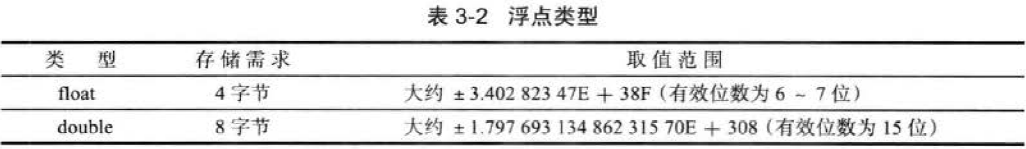 表 3-2 浮点类型
类 型 存储需求 取值范围
float 4 字节 大约 ± 3.402 823 47E + 38F (有效位数为 6 ~ 7 位)
double 8 字节 大约 ± 1.797 693 134 862 315 70E + 308 (有效位数为 15 位)